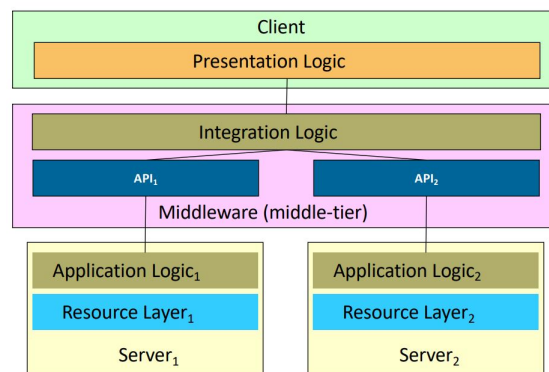 Client
Presentation Logic
Integration Logic
API₁ API₂
Middleware (middle-tier)
Application Logic₁ Application Logic₂
Resource Layer₁ Resource Layer₂
Server₁ Server₂